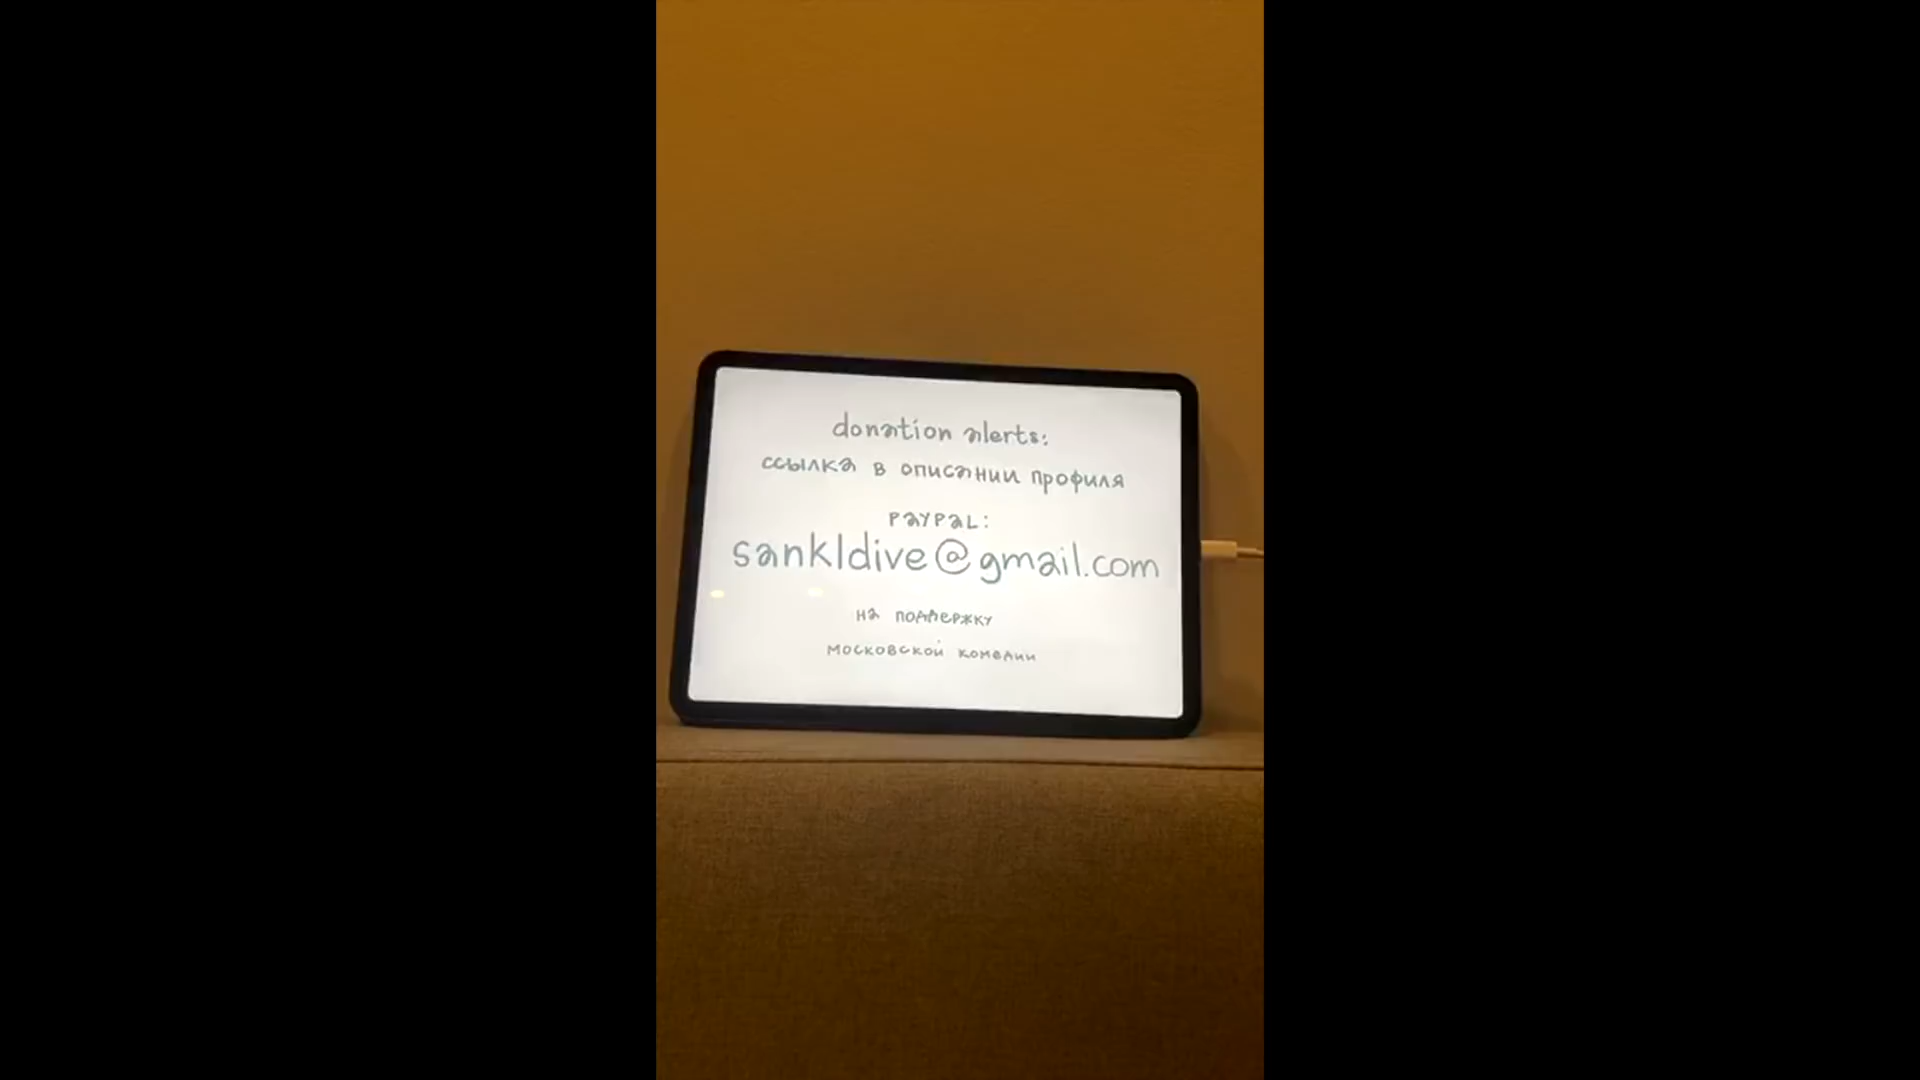 donation alerts:
ссылка в описании профиля
PAYPAL:
sankldive@gmail.com
на поддержку
московской комедии